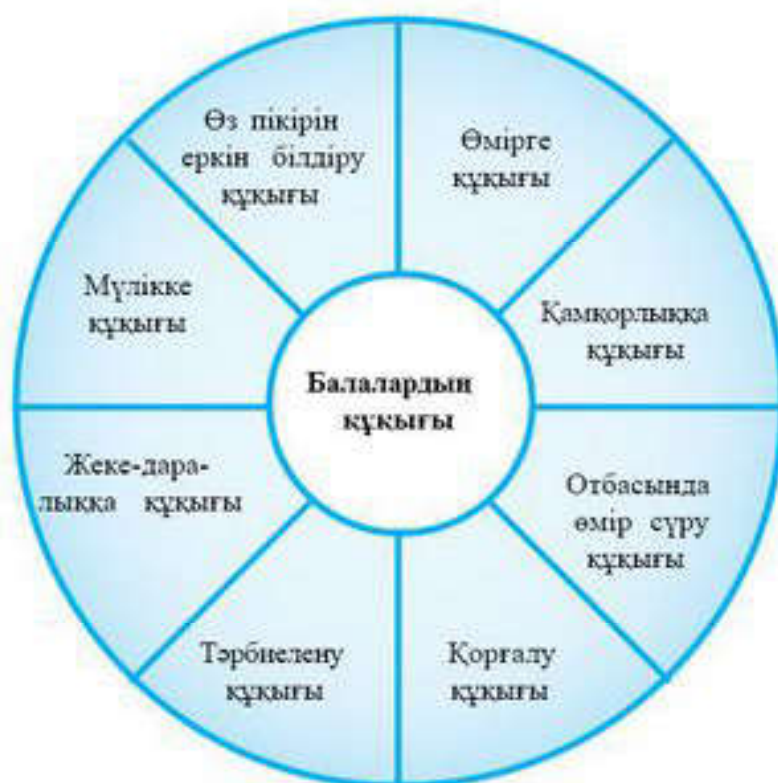 Балалардың
құқығы
Өмірге
құқығы
Қамқорлыққа
құқығы
Отбасында
өмір сүру
құқығы
Қорғалу
құқығы
Тәрбиелену
құқығы
Жеке-дара-
лыққа құқығы
Мүлікке
құқығы
Өз пікірін
еркін білдіру
құқығы